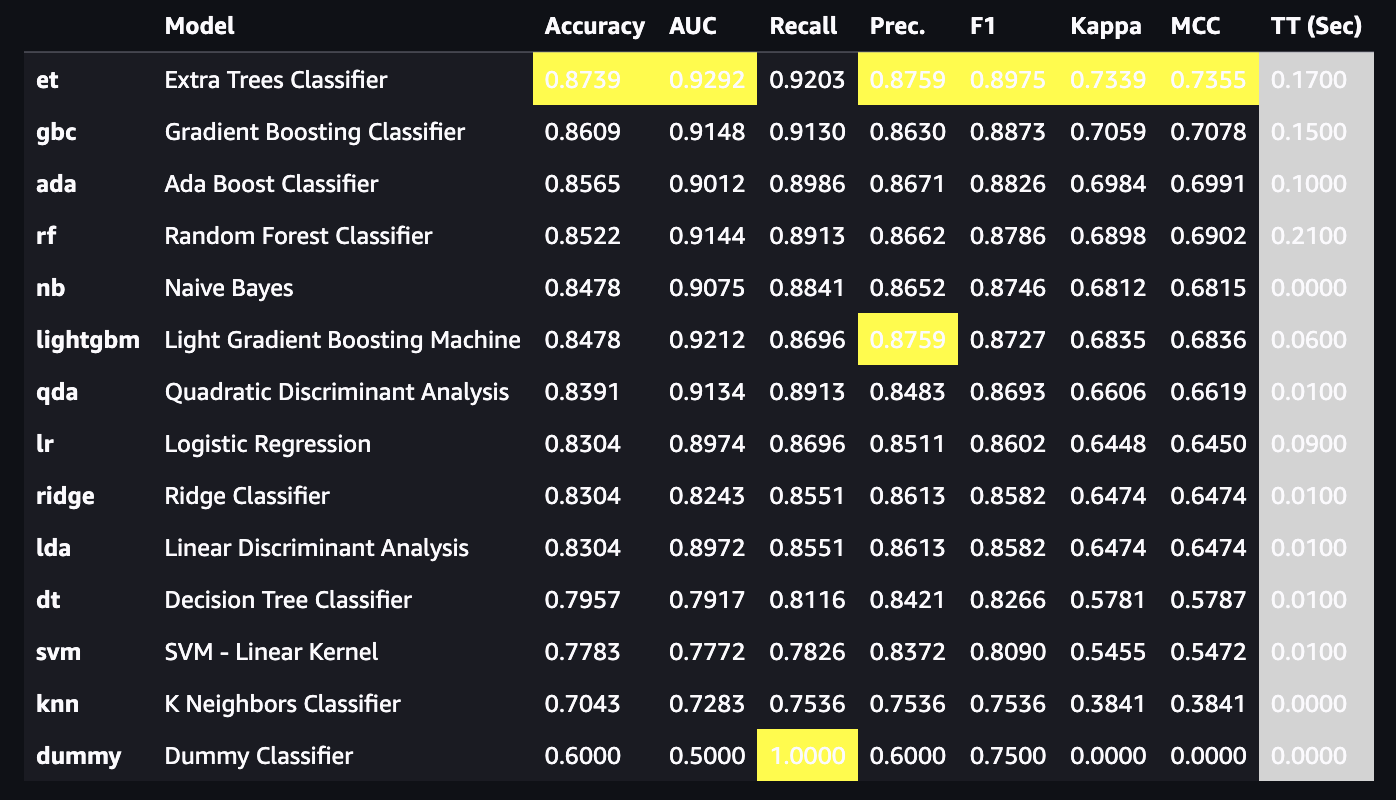 Model Accuracy AUC Recall Prec. F1 Kappa MCC TT (Sec)
et Extra Trees Classifier 0.8739 0.9292 0.9203 0.8759 0.8975 0.7339 0.7355 0.1700
gbc Gradient Boosting Classifier 0.8609 0.9148 0.9130 0.8630 0.8873 0.7059 0.7078 0.1500
ada Ada Boost Classifier 0.8565 0.9012 0.8986 0.8671 0.8826 0.6984 0.6991 0.1000
rf Random Forest Classifier 0.8522 0.9144 0.8913 0.8662 0.8786 0.6898 0.6902 0.2100
nb Naive Bayes 0.8478 0.9075 0.8841 0.8652 0.8746 0.6812 0.6815 0.0000
lightgbm Light Gradient Boosting Machine 0.8478 0.9212 0.8696 0.8759 0.8727 0.6835 0.6836 0.0600
qda Quadratic Discriminant Analysis 0.8391 0.9134 0.8913 0.8483 0.8693 0.6606 0.6619 0.0100
lr Logistic Regression 0.8304 0.8974 0.8696 0.8511 0.8602 0.6448 0.6450 0.0900
ridge Ridge Classifier 0.8304 0.8243 0.8551 0.8613 0.8582 0.6474 0.6474 0.0100
lda Linear Discriminant Analysis 0.8304 0.8972 0.8551 0.8613 0.8582 0.6474 0.6474 0.0100
dt Decision Tree Classifier 0.7957 0.7917 0.8116 0.8421 0.8266 0.5781 0.5787 0.0100
svm SVM - Linear Kernel 0.7783 0.7772 0.7826 0.8372 0.8090 0.5455 0.5472 0.0100
knn K Neighbors Classifier 0.7043 0.7283 0.7536 0.7536 0.7536 0.3841 0.3841 0.0000
dummy Dummy Classifier 0.6000 0.5000 1.0000 0.6000 0.7500 0.0000 0.0000 0.0000